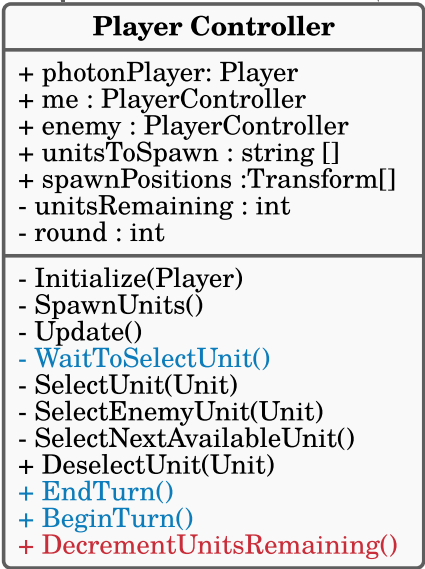 Player Controller
+ photonPlayer: Player
+ me : PlayerController
+ enemy : PlayerController
+ unitsToSpawn : string []
+ spawnPositions :Transform[]
- unitsRemaining : int
- round : int
- Initialize(Player)
- SpawnUnits()
- Update()
- WaitToSelectUnit()
- SelectUnit(Unit)
- SelectEnemyUnit(Unit)
- SelectNextAvailableUnit()
+ DeselectUnit(Unit)
+ EndTurn()
+ BeginTurn()
+ DecrementUnitsRemaining()